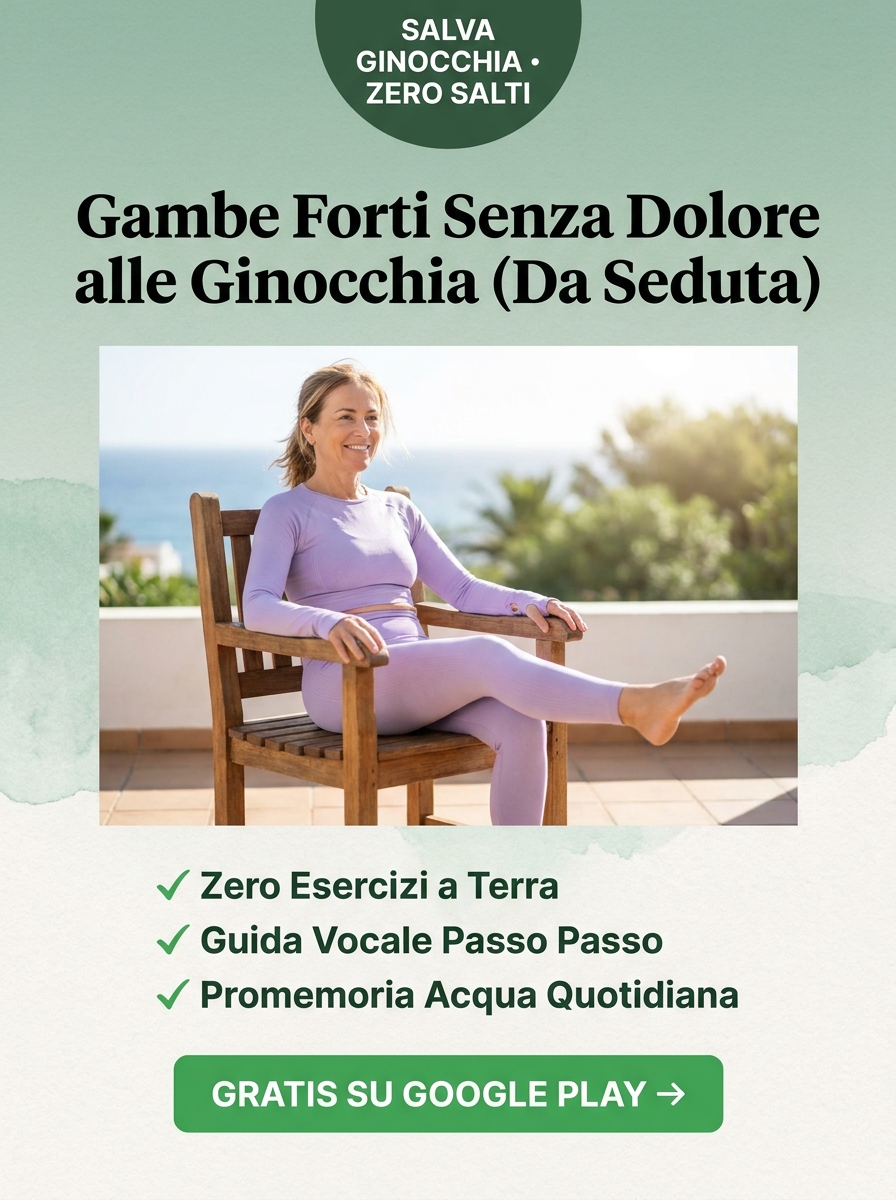 SALVA
GINOCCHIA •
ZERO SALTI
Gambe Forti Senza Dolore
alle Ginocchia (Da Seduta)
✓ Zero Esercizi a Terra
✓ Guida Vocale Passo Passo
✓ Promemoria Acqua Quotidiana
GRATIS SU GOOGLE PLAY →